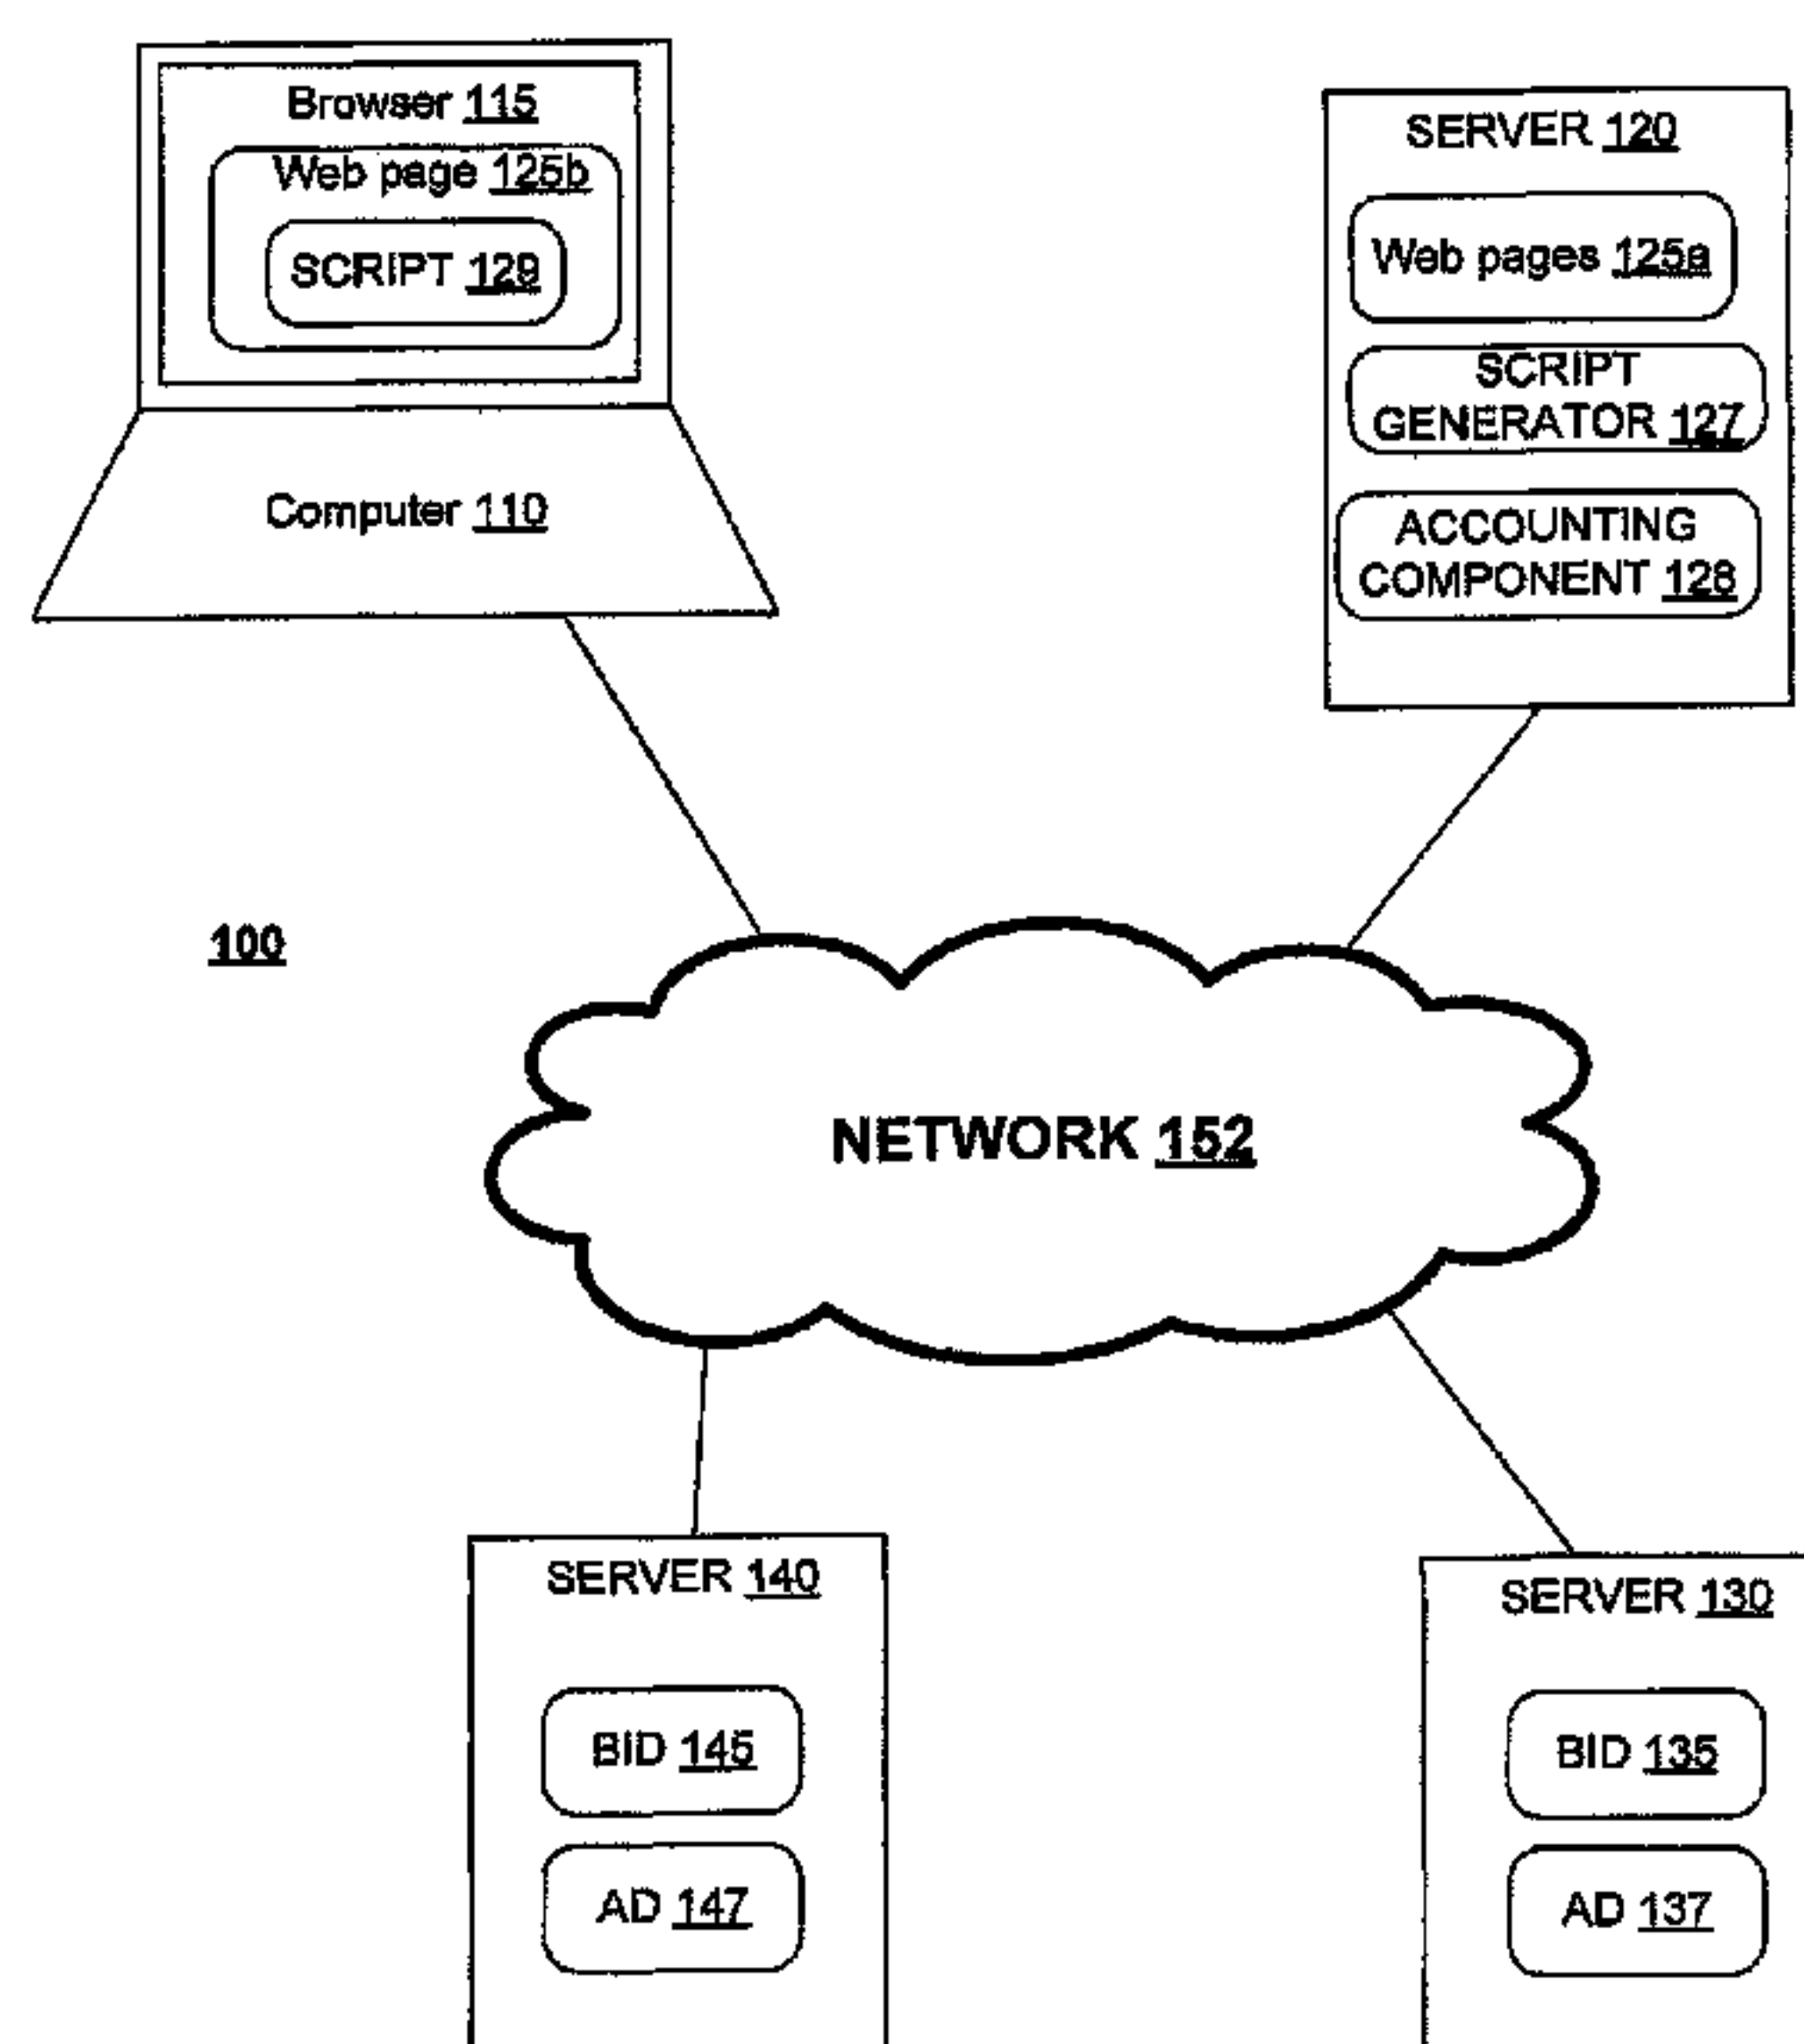 Browser 115
Web page 125b
SCRIPT 129
Computer 110
SERVER 120
Web pages 125a
SCRIPT
GENERATOR 127
ACCOUNTING
COMPONENT 128
100
NETWORK 152
SERVER 140
BID 145
AD 147
SERVER 130
BID 135
AD 137